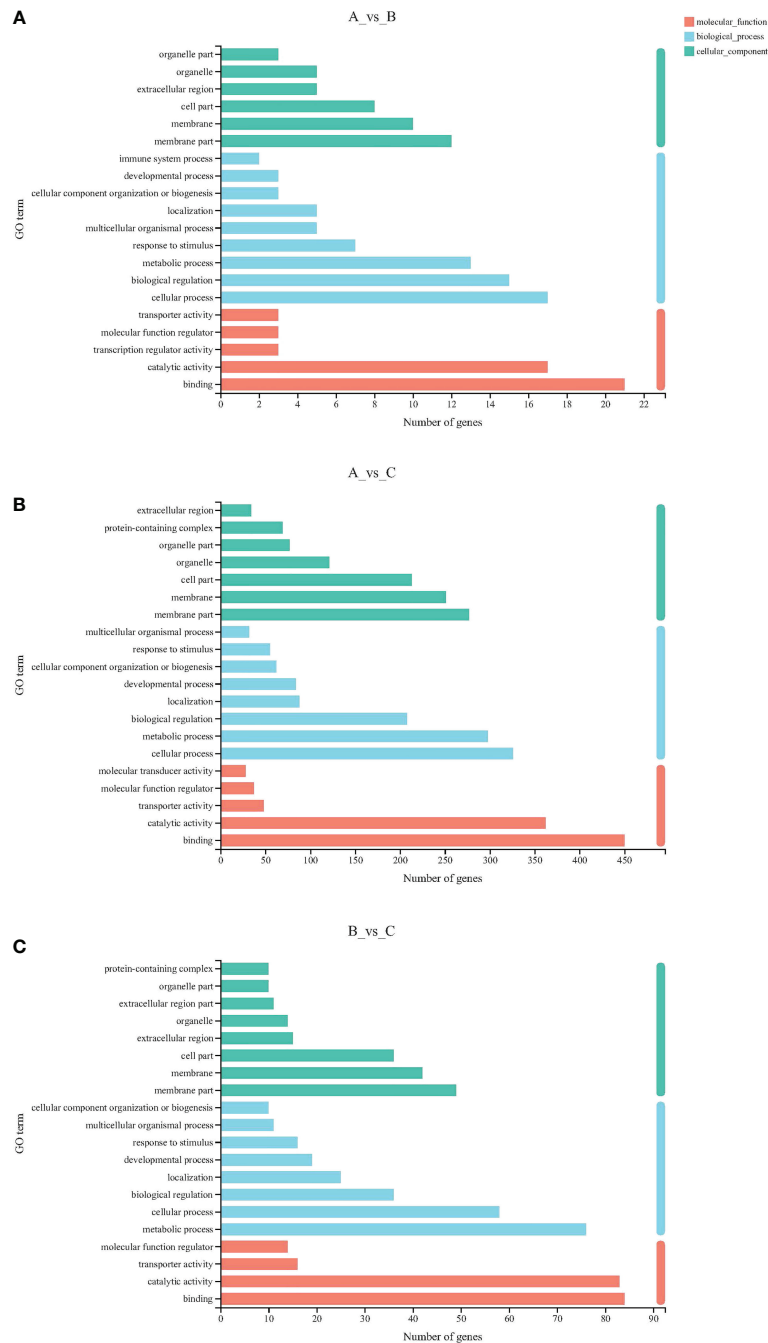 A
A_vs_B
molecular_function
biological_process
cellular_component
organelle part
organelle
extracellular region
cell part
membrane
membrane part
immune system process
developmental process
cellular component organization or biogenesis
localization
multicellular organismal process
response to stimulus
metabolic process
biological regulation
cellular process
transporter activity
molecular function regulator
transcription regulator activity
catalytic activity
binding
GO term
0 2 4 6 8 10 12 14 16 18 20 22
Number of genes
A_vs_C
B
extracellular region
protein-containing complex
organelle part
organelle
cell part
membrane
membrane part
multicellular organismal process
response to stimulus
cellular component organization or biogenesis
developmental process
localization
biological regulation
metabolic process
cellular process
molecular transducer activity
molecular function regulator
transporter activity
catalytic activity
binding
GO term
0 50 100 150 200 250 300 350 400 450
Number of genes
B_vs_C
C
protein-containing complex
organelle part
extracellular region part
organelle
extracellular region
cell part
membrane
membrane part
cellular component organization or biogenesis
multicellular organismal process
response to stimulus
developmental process
localization
biological regulation
cellular process
metabolic process
molecular function regulator
transporter activity
catalytic activity
binding
GO term
0 10 20 30 40 50 60 70 80 90
Number of genes